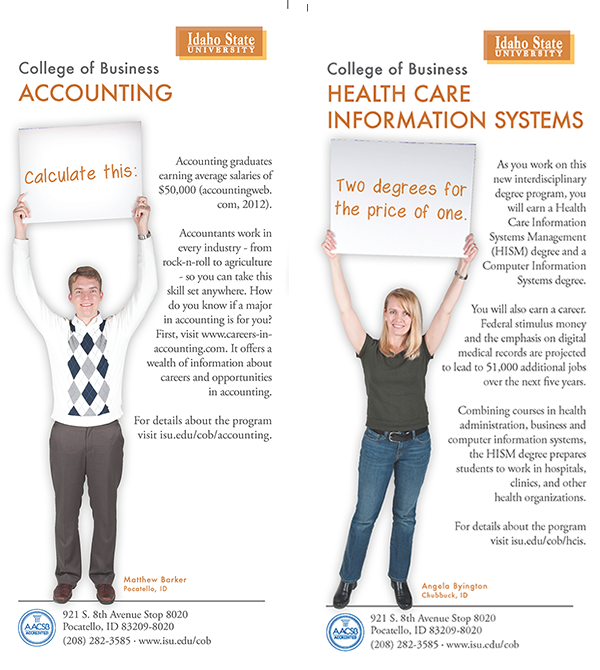 Idaho State
UNIVERSITY
College of Business
ACCOUNTING
Calculate this:
Accounting graduates
earning average salaries of
$50,000 (accountingweb.
com, 2012).
Accountants work in
every industry - from
rock-n-roll to agriculture
- so you can take this
skill set anywhere. How
do you know if a major
in accounting is for you?
First, visit www.careers-in-
accounting.com. It offers a
wealth of information about
careers and opportunities
in accounting.
For details about the program
visit isu.edu/cob/accounting.
Matthew Barker
Pocatello, ID
AACSB
ACCREDITED
921 S. 8th Avenue Stop 8020
Pocatello, ID 83209-8020
(208) 282-3585 · www.isu.edu/cob
Idaho State
UNIVERSITY
College of Business
HEALTH CARE
INFORMATION SYSTEMS
Two degrees for
the price of one.
As you work on this
new interdisciplinary
degree program, you
will earn a Health
Care Information
Systems Management
(HISM) degree and a
Computer Information
Systems degree.
You will also earn a career.
Federal stimulus money
and the emphasis on digital
medical records are projected
to lead to 51,000 additional jobs
over the next five years.
Combining courses in health
administration, business and
computer information systems,
the HISM degree prepares
students to work in hospitals,
clinics, and other
health organizations.
For details about the porgram
visit isu.edu/cob/hcis.
Angela Byington
Chubbuck, ID
AACSB
ACCREDITED
921 S. 8th Avenue Stop 8020
Pocatello, ID 83209-8020
(208) 282-3585 · www.isu.edu/cob